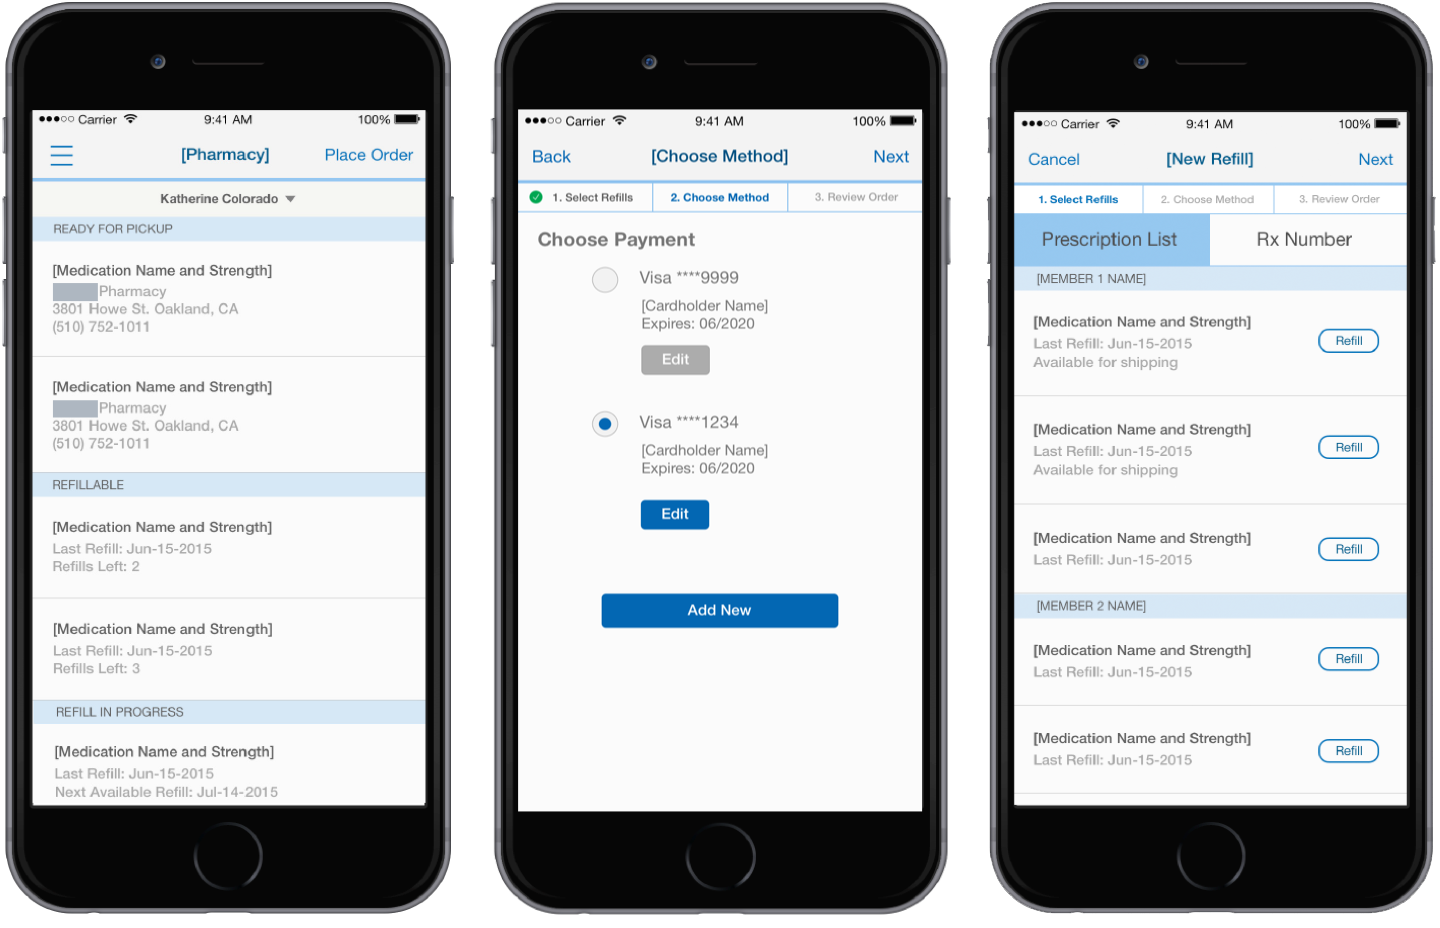 Carrier 9:41 AM 100%
[Pharmacy] Place Order
Katherine Colorado
READY FOR PICKUP
[Medication Name and Strength]
Pharmacy
3801 Howe St. Oakland, CA
(510) 752-1011
[Medication Name and Strength]
Pharmacy
3801 Howe St. Oakland, CA
(510) 752-1011
REFILLABLE
[Medication Name and Strength]
Last Refill: Jun-15-2015
Refills Left: 2
[Medication Name and Strength]
Last Refill: Jun-15-2015
Refills Left: 3
REFILL IN PROGRESS
[Medication Name and Strength]
Last Refill: Jun-15-2015
Next Available Refill: Jul-14-2015
Carrier 9:41 AM 100%
Back [Choose Method] Next
1. Select Refills 2. Choose Method 3. Review Order
Choose Payment
Visa ****9999
[Cardholder Name]
Expires: 06/2020
Edit
Visa ****1234
[Cardholder Name]
Expires: 06/2020
Edit
Add New
Carrier 9:41 AM 100%
Cancel [New Refill] Next
1. Select Refills 2. Choose Method 3. Review Order
Prescription List Rx Number
[MEMBER 1 NAME]
[Medication Name and Strength]
Last Refill: Jun-15-2015
Available for shipping
Refill
[Medication Name and Strength]
Last Refill: Jun-15-2015
Available for shipping
Refill
[Medication Name and Strength]
Last Refill: Jun-15-2015
Refill
[MEMBER 2 NAME]
[Medication Name and Strength]
Last Refill: Jun-15-2015
Refill
[Medication Name and Strength]
Last Refill: Jun-15-2015
Refill